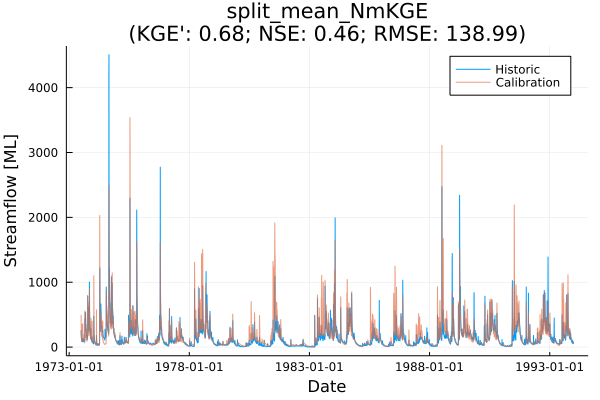 split_mean_NmKGE
(KGE': 0.68; NSE: 0.46; RMSE: 138.99)
Historic
Calibration
Streamflow [ML]
4000
3000
2000
1000
0
1973-01-01 1978-01-01 1983-01-01 1988-01-01 1993-01-01
Date